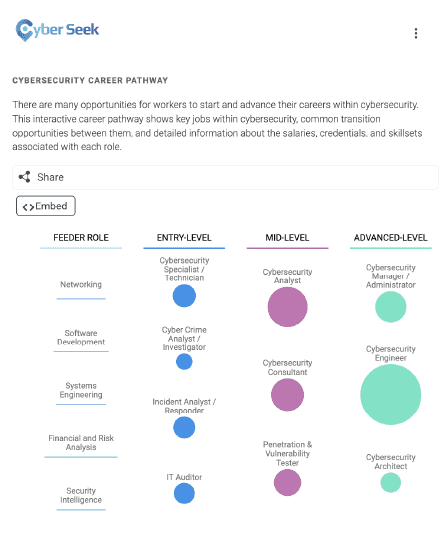 Cyber Seek
CYBERSECURITY CAREER PATHWAY
There are many opportunities for workers to start and advance their careers within cybersecurity.
This interactive career pathway shows key jobs within cybersecurity, common transition
opportunities between them, and detailed information about the salaries, credentials, and skillsets
associated with each role.
Share
<>Embed
FEEDER ROLE
Networking
Software
Development
Systems
Engineering
Financial and Risk
Analysis
Security
Intelligence
ENTRY-LEVEL
Cybersecurity
Specialist /
Technician
Cyber Crime
Analyst /
Investigator
Incident Analyst /
Responder
IT Auditor
MID-LEVEL
Cybersecurity
Analyst
Cybersecurity
Consultant
Penetration &
Vulnerability
Tester
ADVANCED-LEVEL
Cybersecurity
Manager /
Administrator
Cybersecurity
Engineer
Cybersecurity
Architect